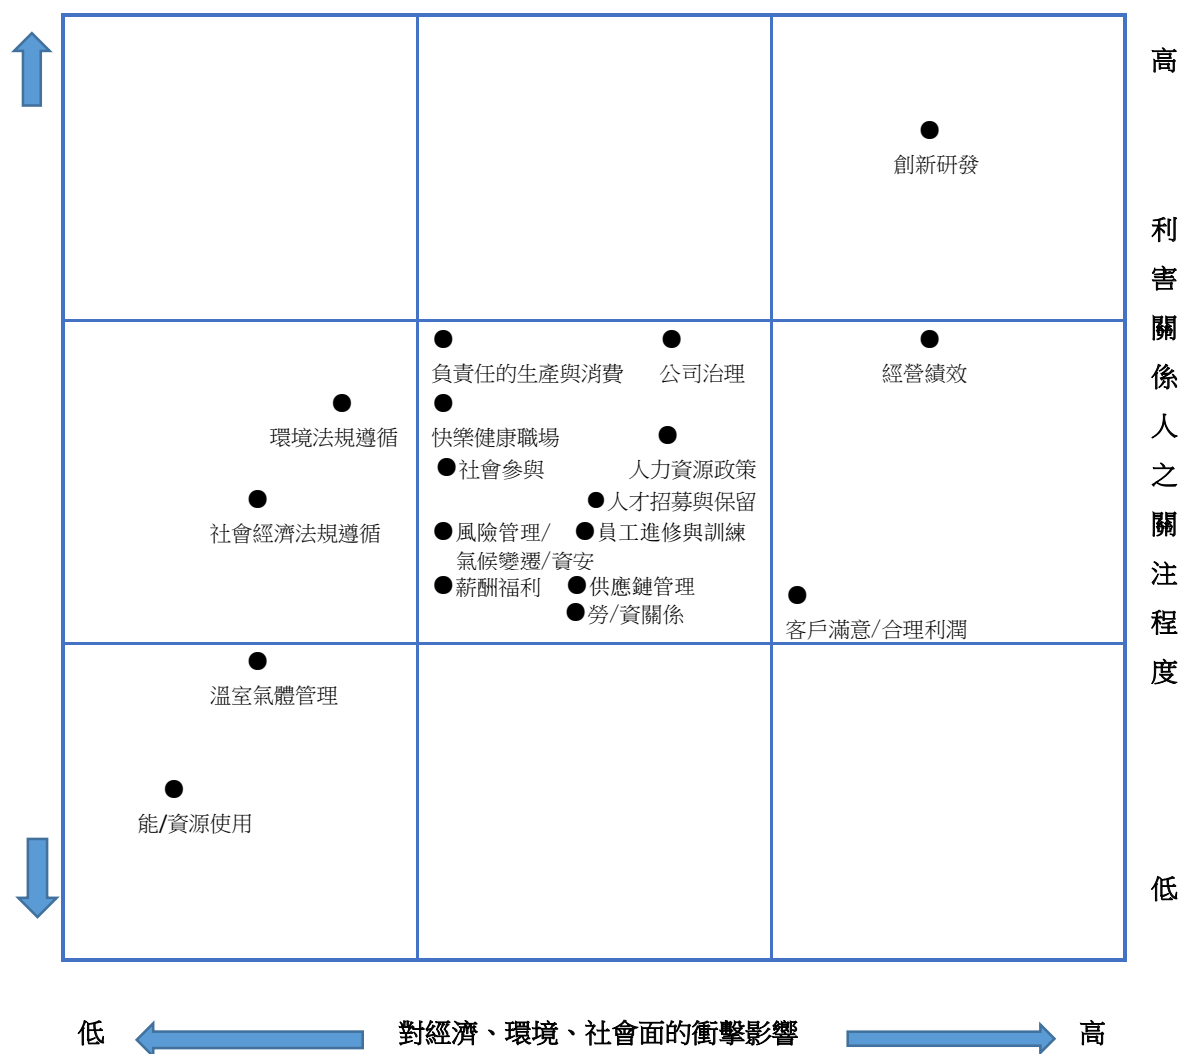 高
創新研發
利害關係人之關注程度
負責任的生產與消費
公司治理
經營績效
環境法規遵循
快樂健康職場
人力資源政策
社會參與
人才招募與保留
社會經濟法規遵循
風險管理/
氣候變遷/資安
員工進修與訓練
薪酬福利
供應鏈管理
勞/資關係
客戶滿意/合理利潤
溫室氣體管理
能/資源使用
低
低
對經濟、環境、社會面的衝擊影響
高